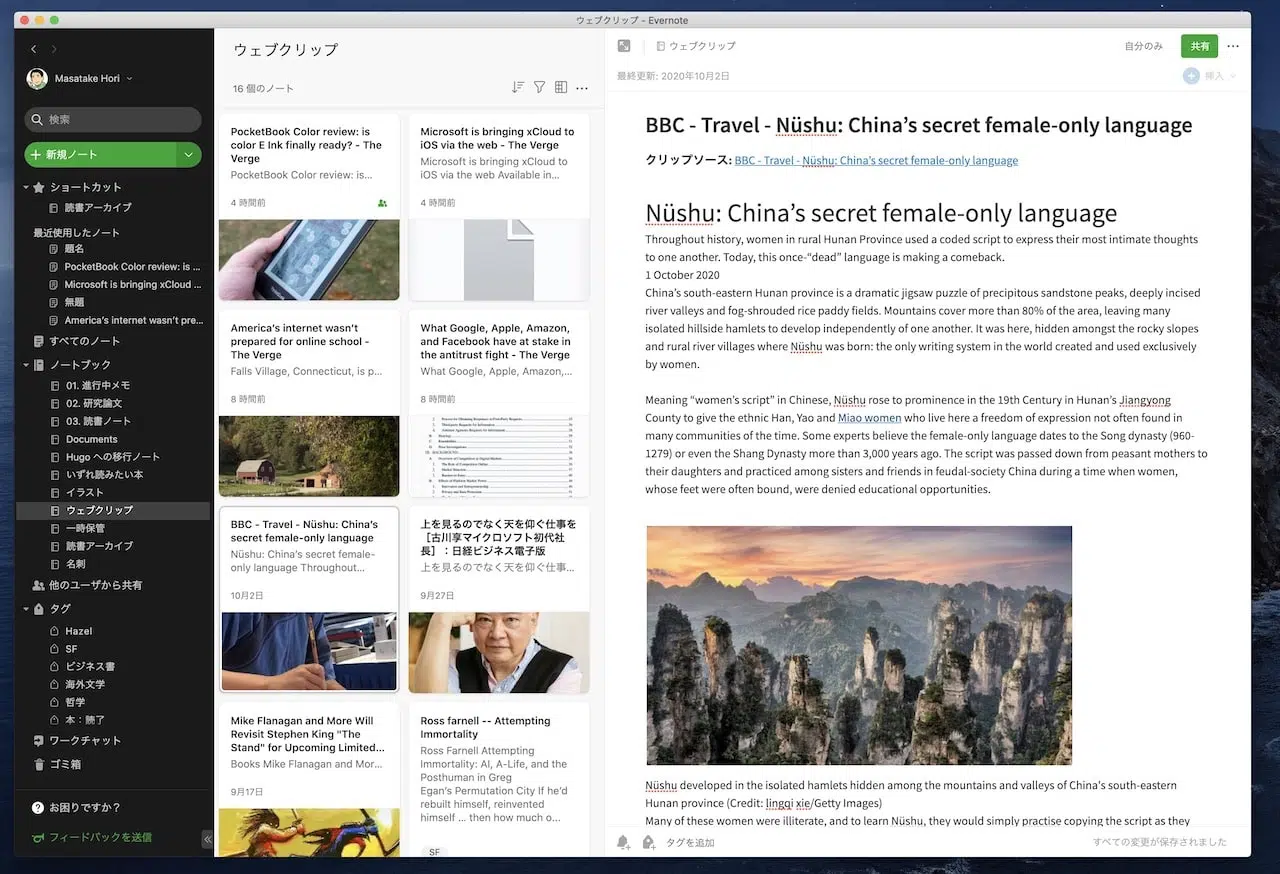 ウェブクリップ - Evernote
Masatake Hori
検索
新規ノート
ショートカット
読書アーカイブ
最近使用したノート
題名
PocketBook Color review: is ...
Microsoft is bringing xCloud ...
無題
America's internet wasn't pre...
すべてのノート
ノートブック
01. 進行中メモ
02. 研究論文
03. 読書ノート
Documents
Hugo への移行ノート
いずれ読みたい本
イラスト
ウェブクリップ
一時保管
読書アーカイブ
名刺
他のユーザから共有
タグ
Hazel
SF
ビジネス書
海外文学
哲学
本：読了
ワークチャット
ゴミ箱
お困りですか？
フィードバックを送信
ウェブクリップ
16 個のノート
PocketBook Color review: is
color E Ink finally ready? - The
Verge
PocketBook Color review: is...
4 時間前
Microsoft is bringing xCloud to
iOS via the web - The Verge
Microsoft is bringing xCloud to
iOS via the web Available in...
4 時間前
America's internet wasn't
prepared for online school -
The Verge
Falls Village, Connecticut, is p...
8 時間前
What Google, Apple, Amazon,
and Facebook have at stake in
the antitrust fight - The Verge
What Google, Apple, Amazon,...
8 時間前
BBC - Travel - Nüshu: China's
secret female-only language
Nüshu: China's secret female-
only language Throughout...
10月2日
上を見るのでなく天を仰ぐ仕事を
［古川享マイクロソフト初代社
長］：日経ビジネス電子版
上を見るのでなく天を仰ぐ仕事...
9月27日
Mike Flanagan and More Will
Revisit Stephen King "The
Stand" for Upcoming Limited...
Books Mike Flanagan and Mor...
9月17日
Ross farnell -- Attempting
Immortality
Ross Farnell Attempting
Immortality: AI, A-Life, and the
Posthuman in Greg
Egan's Permutation City If he'd
rebuilt himself, reinvented
himself ... then how much o...
SF
ウェブクリップ
自分のみ
共有
最終更新: 2020年10月2日
挿入
BBC - Travel - Nüshu: China's secret female-only language
クリップソース: BBC - Travel - Nüshu: China's secret female-only language
Nüshu: China's secret female-only language
Throughout history, women in rural Hunan Province used a coded script to express their most intimate thoughts
to one another. Today, this once-"dead" language is making a comeback.
1 October 2020
China's south-eastern Hunan province is a dramatic jigsaw puzzle of precipitous sandstone peaks, deeply incised
river valleys and fog-shrouded rice paddy fields. Mountains cover more than 80% of the area, leaving many
isolated hillside hamlets to develop independently of one another. It was here, hidden amongst the rocky slopes
and rural river villages where Nüshu was born: the only writing system in the world created and used exclusively
by women.
Meaning "women's script" in Chinese, Nüshu rose to prominence in the 19th Century in Hunan's Jiangyong
County to give the ethnic Han, Yao and Miao women who live here a freedom of expression not often found in
many communities of the time. Some experts believe the female-only language dates to the Song dynasty (960-
1279) or even the Shang Dynasty more than 3,000 years ago. The script was passed down from peasant mothers to
their daughters and practiced among sisters and friends in feudal-society China during a time when women,
whose feet were often bound, were denied educational opportunities.
Nüshu developed in the isolated hamlets hidden among the mountains and valleys of China's south-eastern
Hunan province (Credit: lingqi xie/Getty Images)
Many of these women were illiterate, and to learn Nüshu, they would simply practise copying the script as they
タグを追加
すべての変更が保存されました